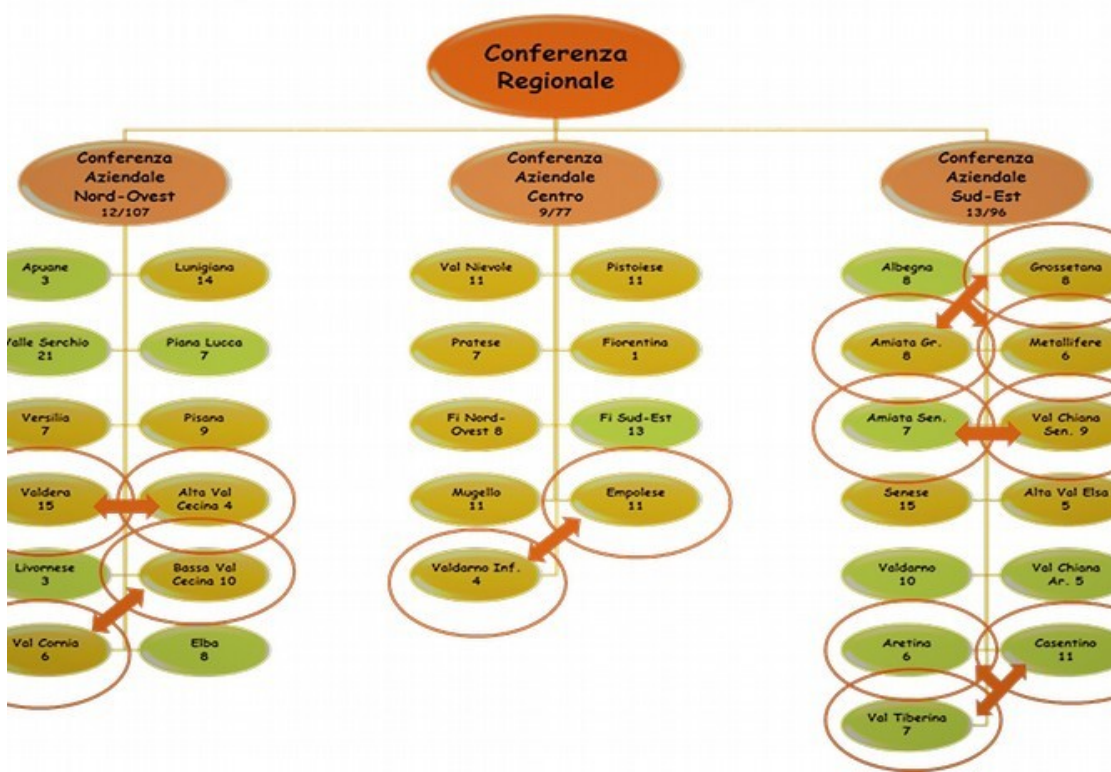 Conferenza
Regionale
Conferenza
Aziendale
Nord-Ovest
12/107
Conferenza
Aziendale
Centro
9/77
Conferenza
Aziendale
Sud-Est
13/96
Apuane
3
Lunigiana
14
Valle Serchio
21
Piana Lucca
7
Versilia
7
Pisana
9
Valdera
15
Alta Val
Cecina 4
Livornese
3
Bassa Val
Cecina 10
Val Cornia
6
Elba
8
Val Nievole
11
Pistoiese
11
Pratese
7
Fiorentina
1
Fi Nord-
Ovest 8
Fi Sud-Est
13
Mugello
11
Empolese
11
Valdarno Inf.
4
Albegna
8
Grossetana
8
Amiata Gr.
8
Metallifere
6
Amiata Sen.
7
Val Chiana
Sen. 9
Senese
15
Alta Val Elsa
5
Valdarno
10
Val Chiana
Ar. 5
Aretina
6
Casentino
11
Val Tiberina
7